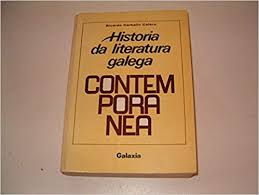 Ricardo Carballo Calero
Historia
da literatura
galega
CONTEM
PORA
NEA
Galaxia